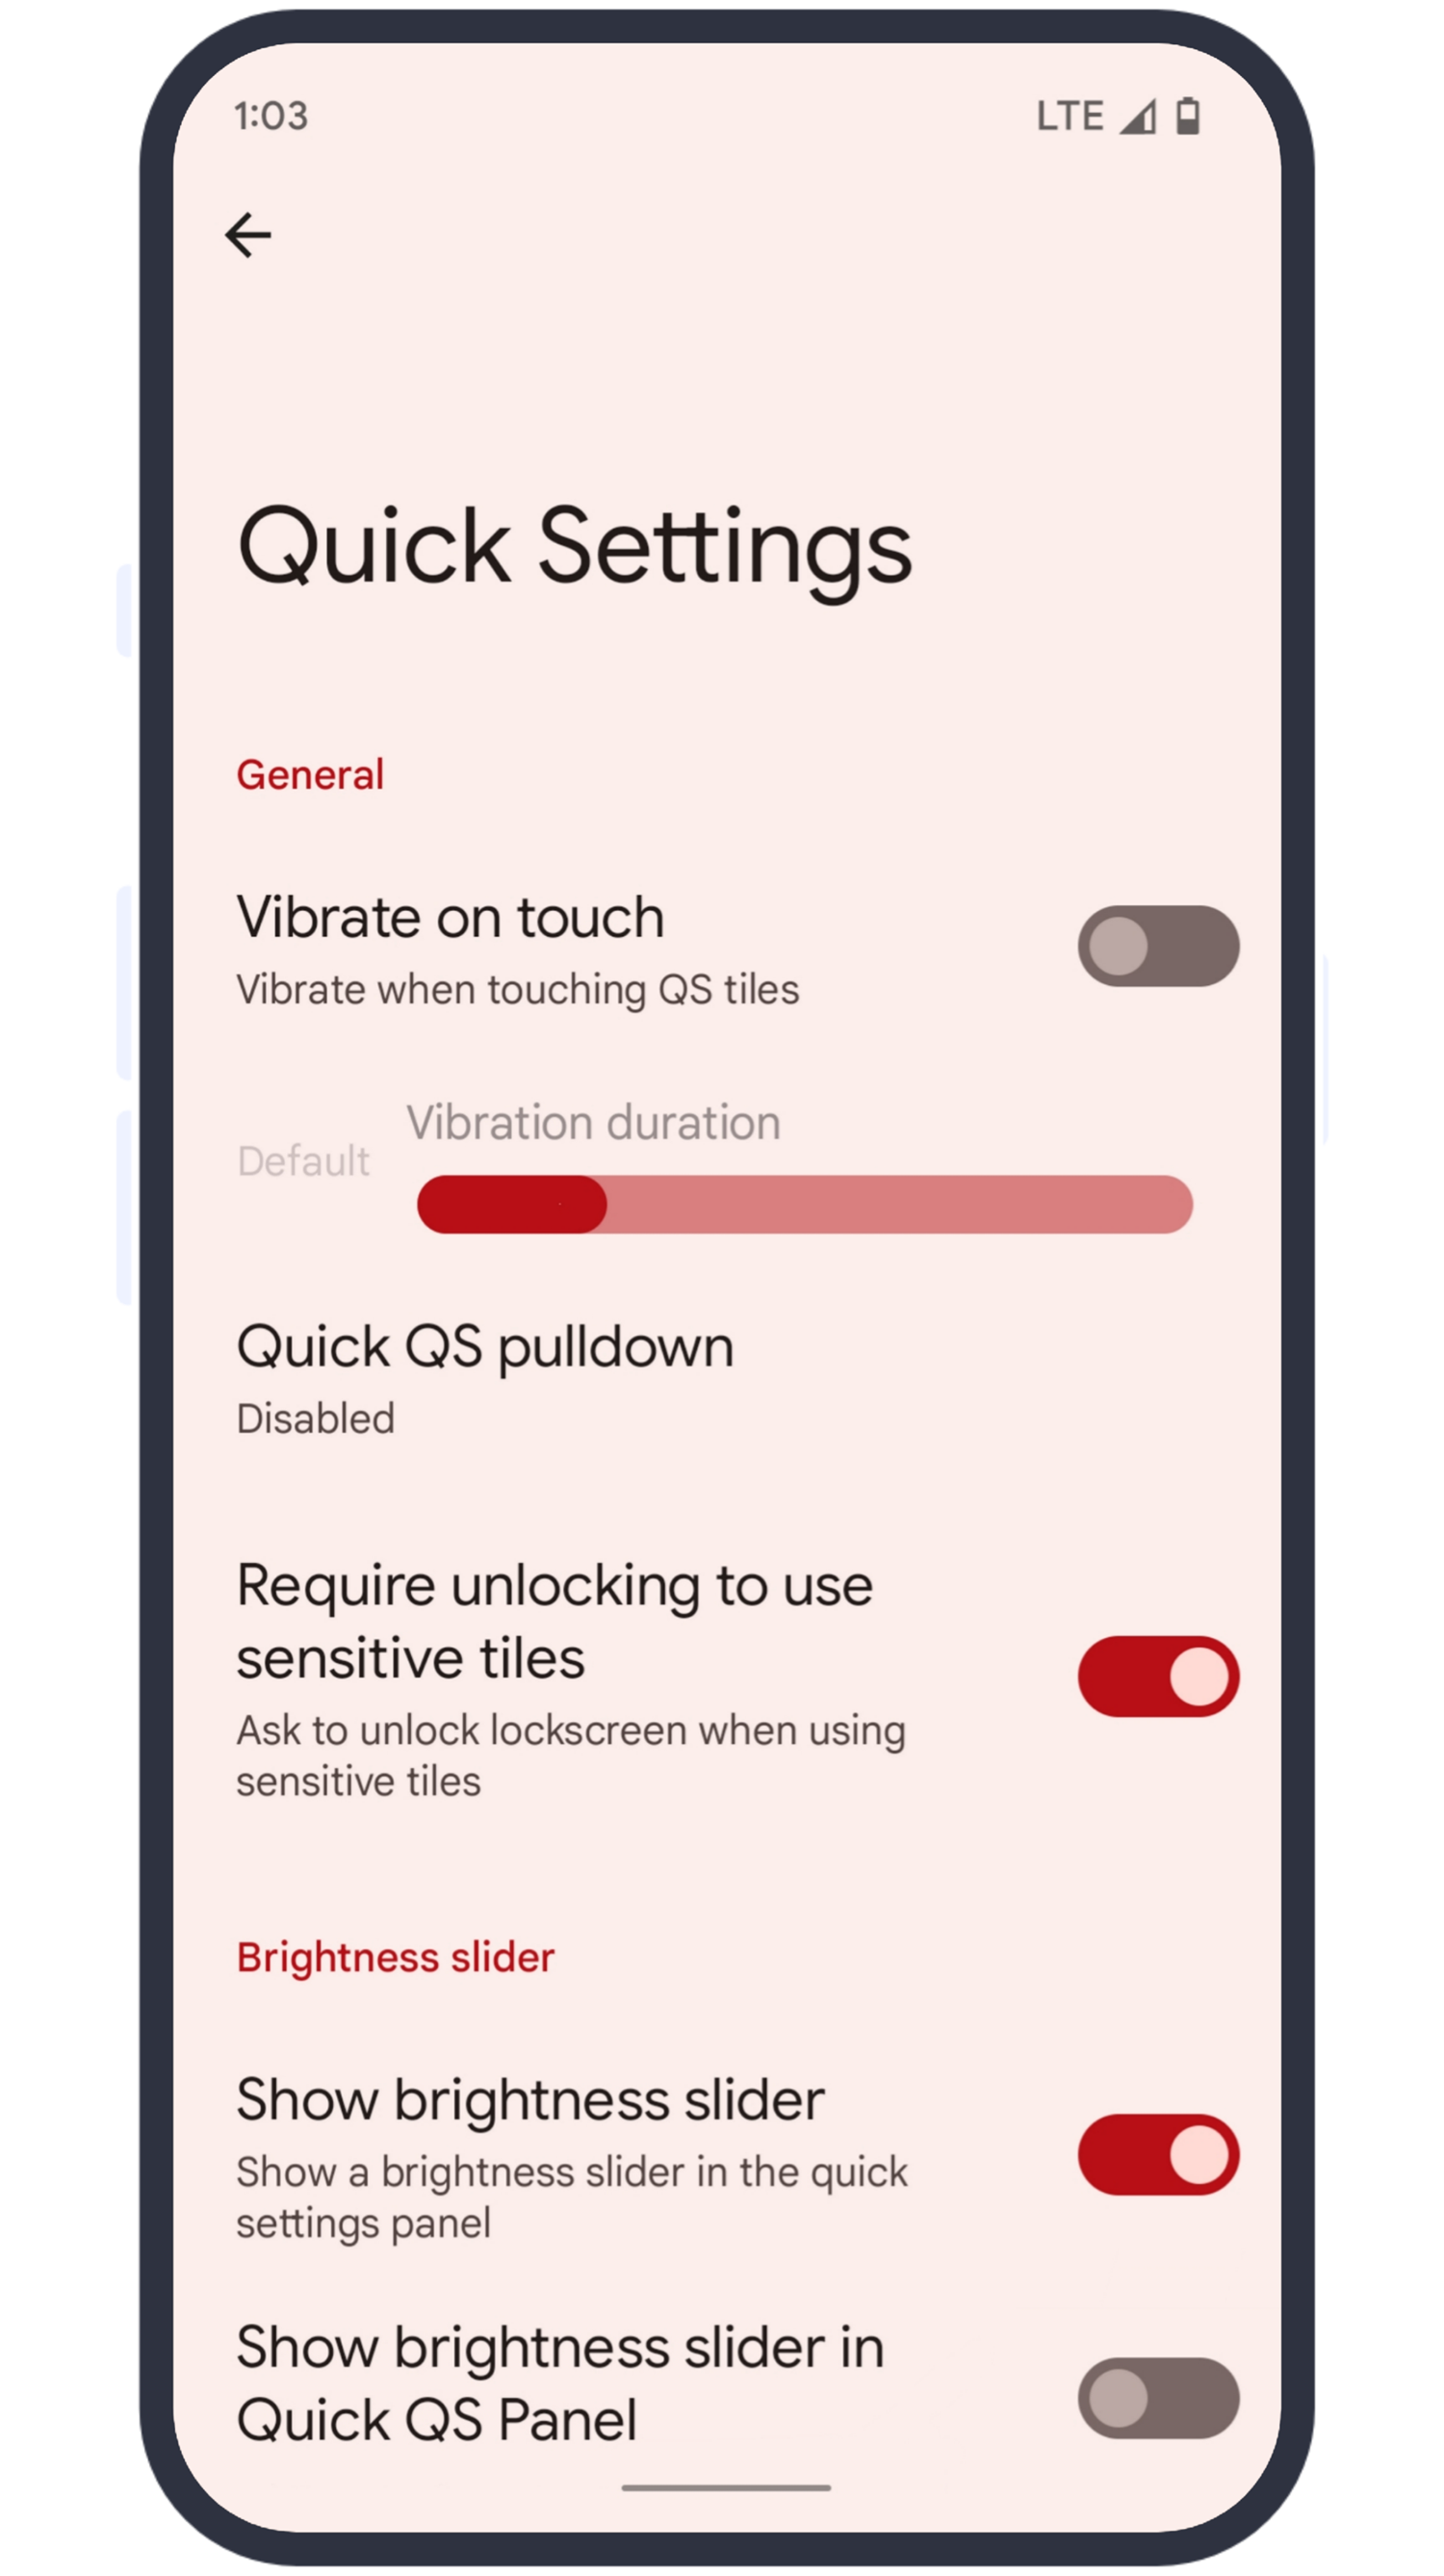 1:03
LTE
Quick Settings
General
Vibrate on touch
Vibrate when touching QS tiles
Vibration duration
Default
Quick QS pulldown
Disabled
Require unlocking to use
sensitive tiles
Ask to unlock lockscreen when using
sensitive tiles
Brightness slider
Show brightness slider
Show a brightness slider in the quick
settings panel
Show brightness slider in
Quick QS Panel